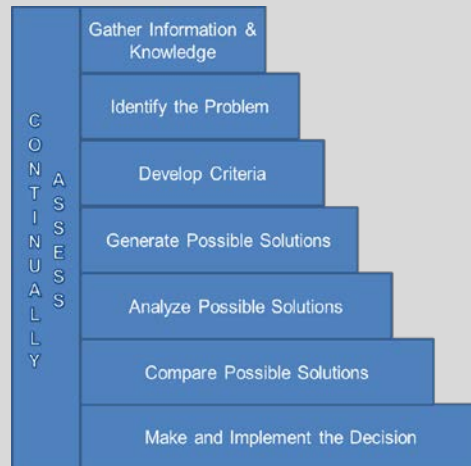 CONTINUALLY
ASSESS
Gather Information &
Knowledge
Identify the Problem
Develop Criteria
Generate Possible Solutions
Analyze Possible Solutions
Compare Possible Solutions
Make and Implement the Decision